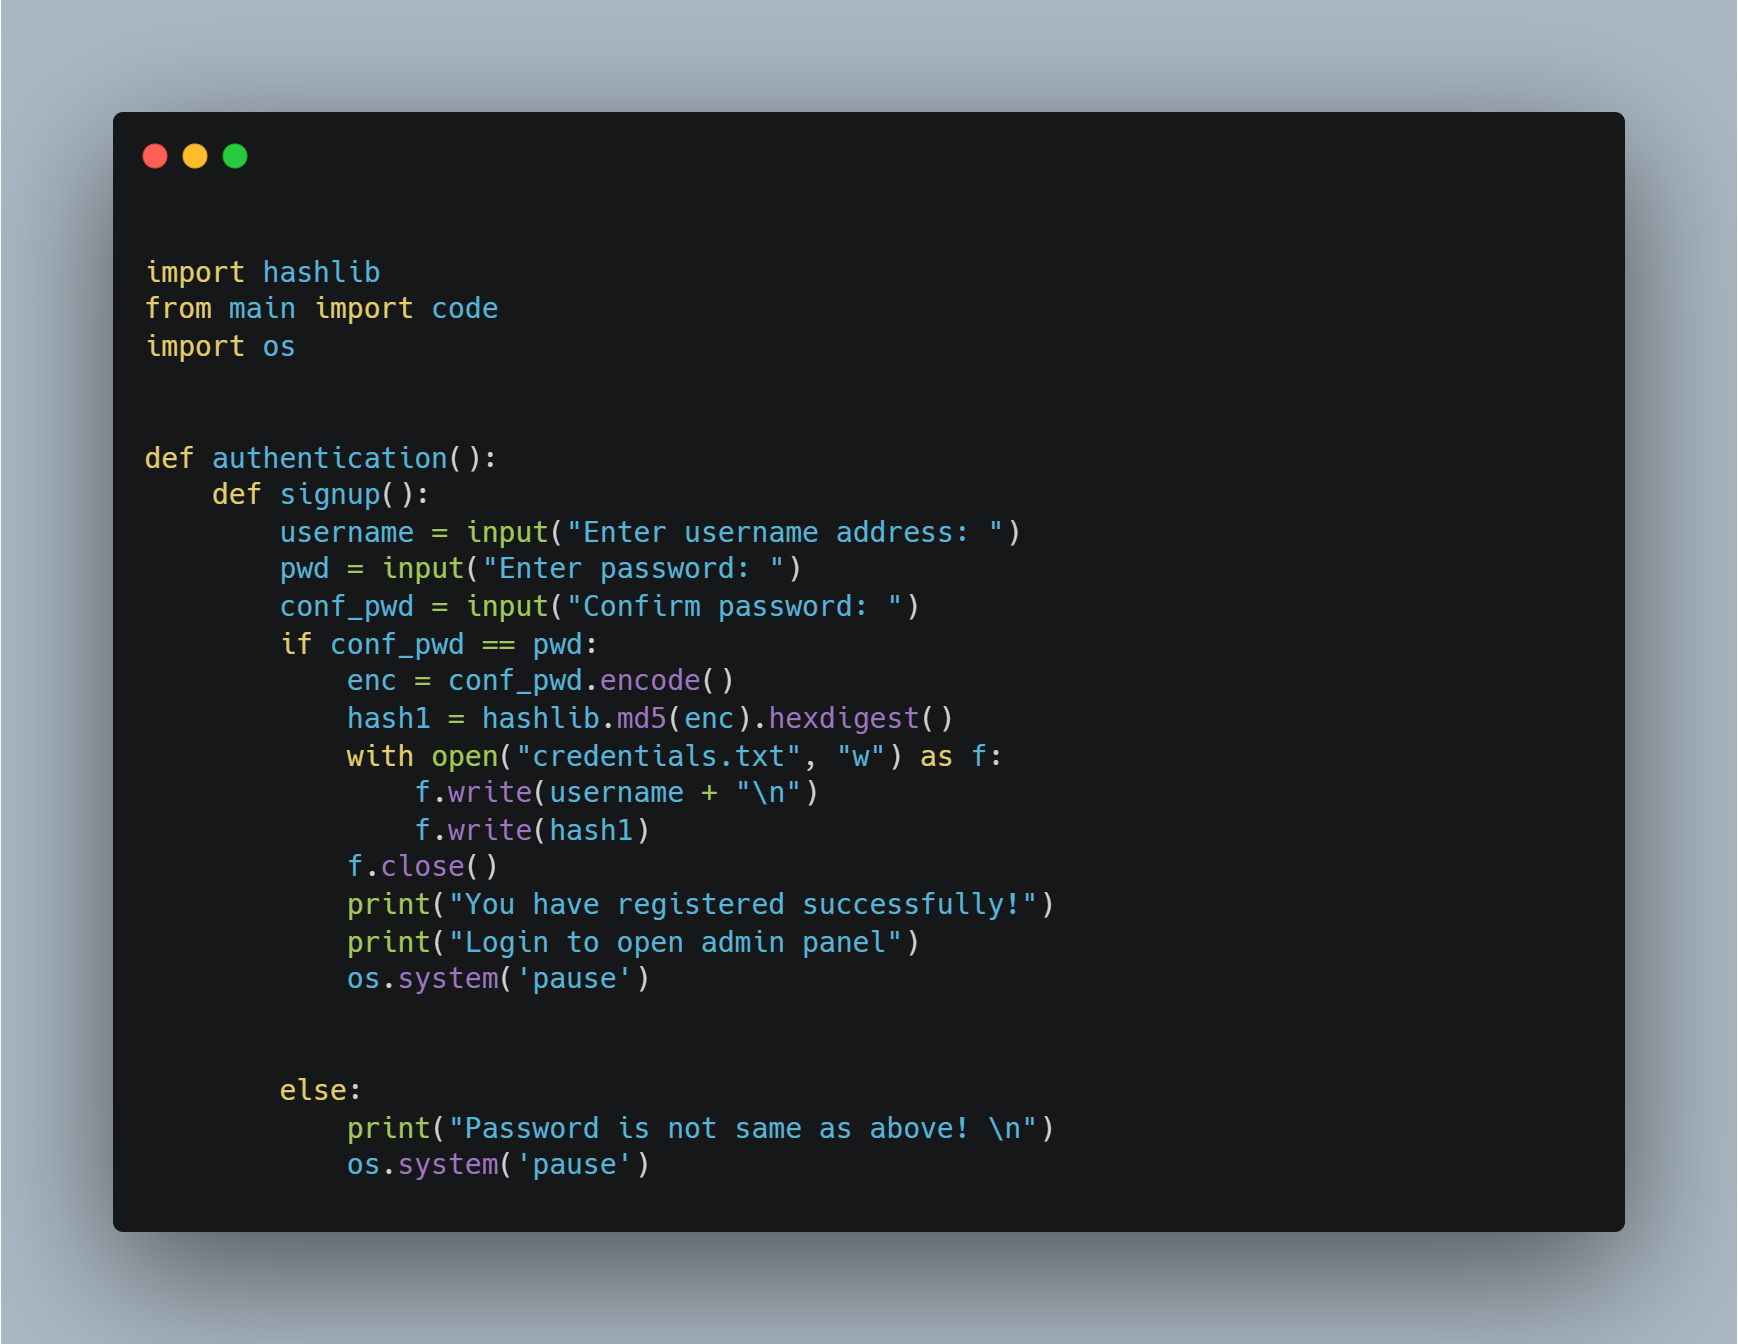 import hashlib
from main import code
import os
def authentication():
    def signup():
        username = input("Enter username address: ")
        pwd = input("Enter password: ")
        conf_pwd = input("Confirm password: ")
        if conf_pwd == pwd:
            enc = conf_pwd.encode()
            hash1 = hashlib.md5(enc).hexdigest()
            with open("credentials.txt", "w") as f:
                f.write(username + "\n")
                f.write(hash1)
            f.close()
            print("You have registered successfully!")
            print("Login to open admin panel")
            os.system('pause')
        else:
            print("Password is not same as above! \n")
            os.system('pause')